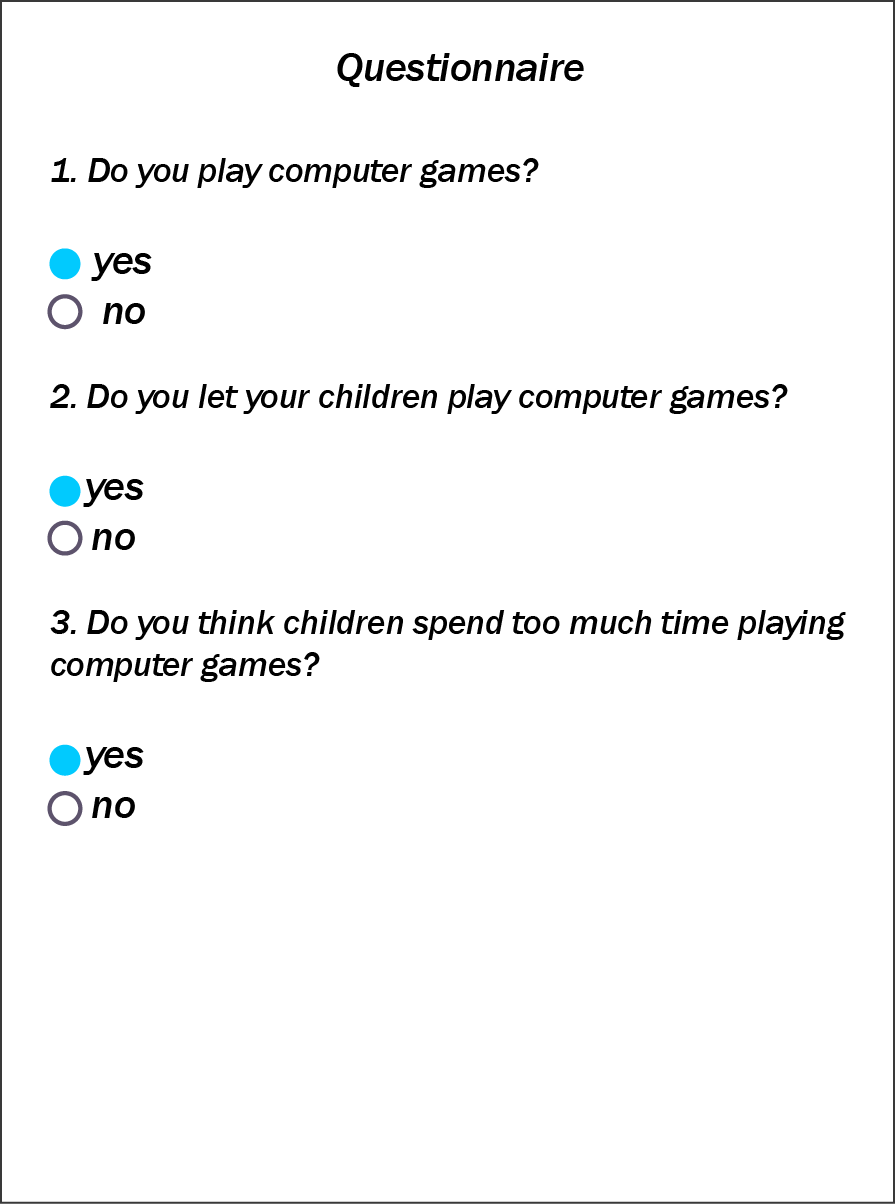 Questionnaire
1. Do you play computer games?
yes
no
2. Do you let your children play computer games?
yes
no
3. Do you think children spend too much time playing
computer games?
yes
no